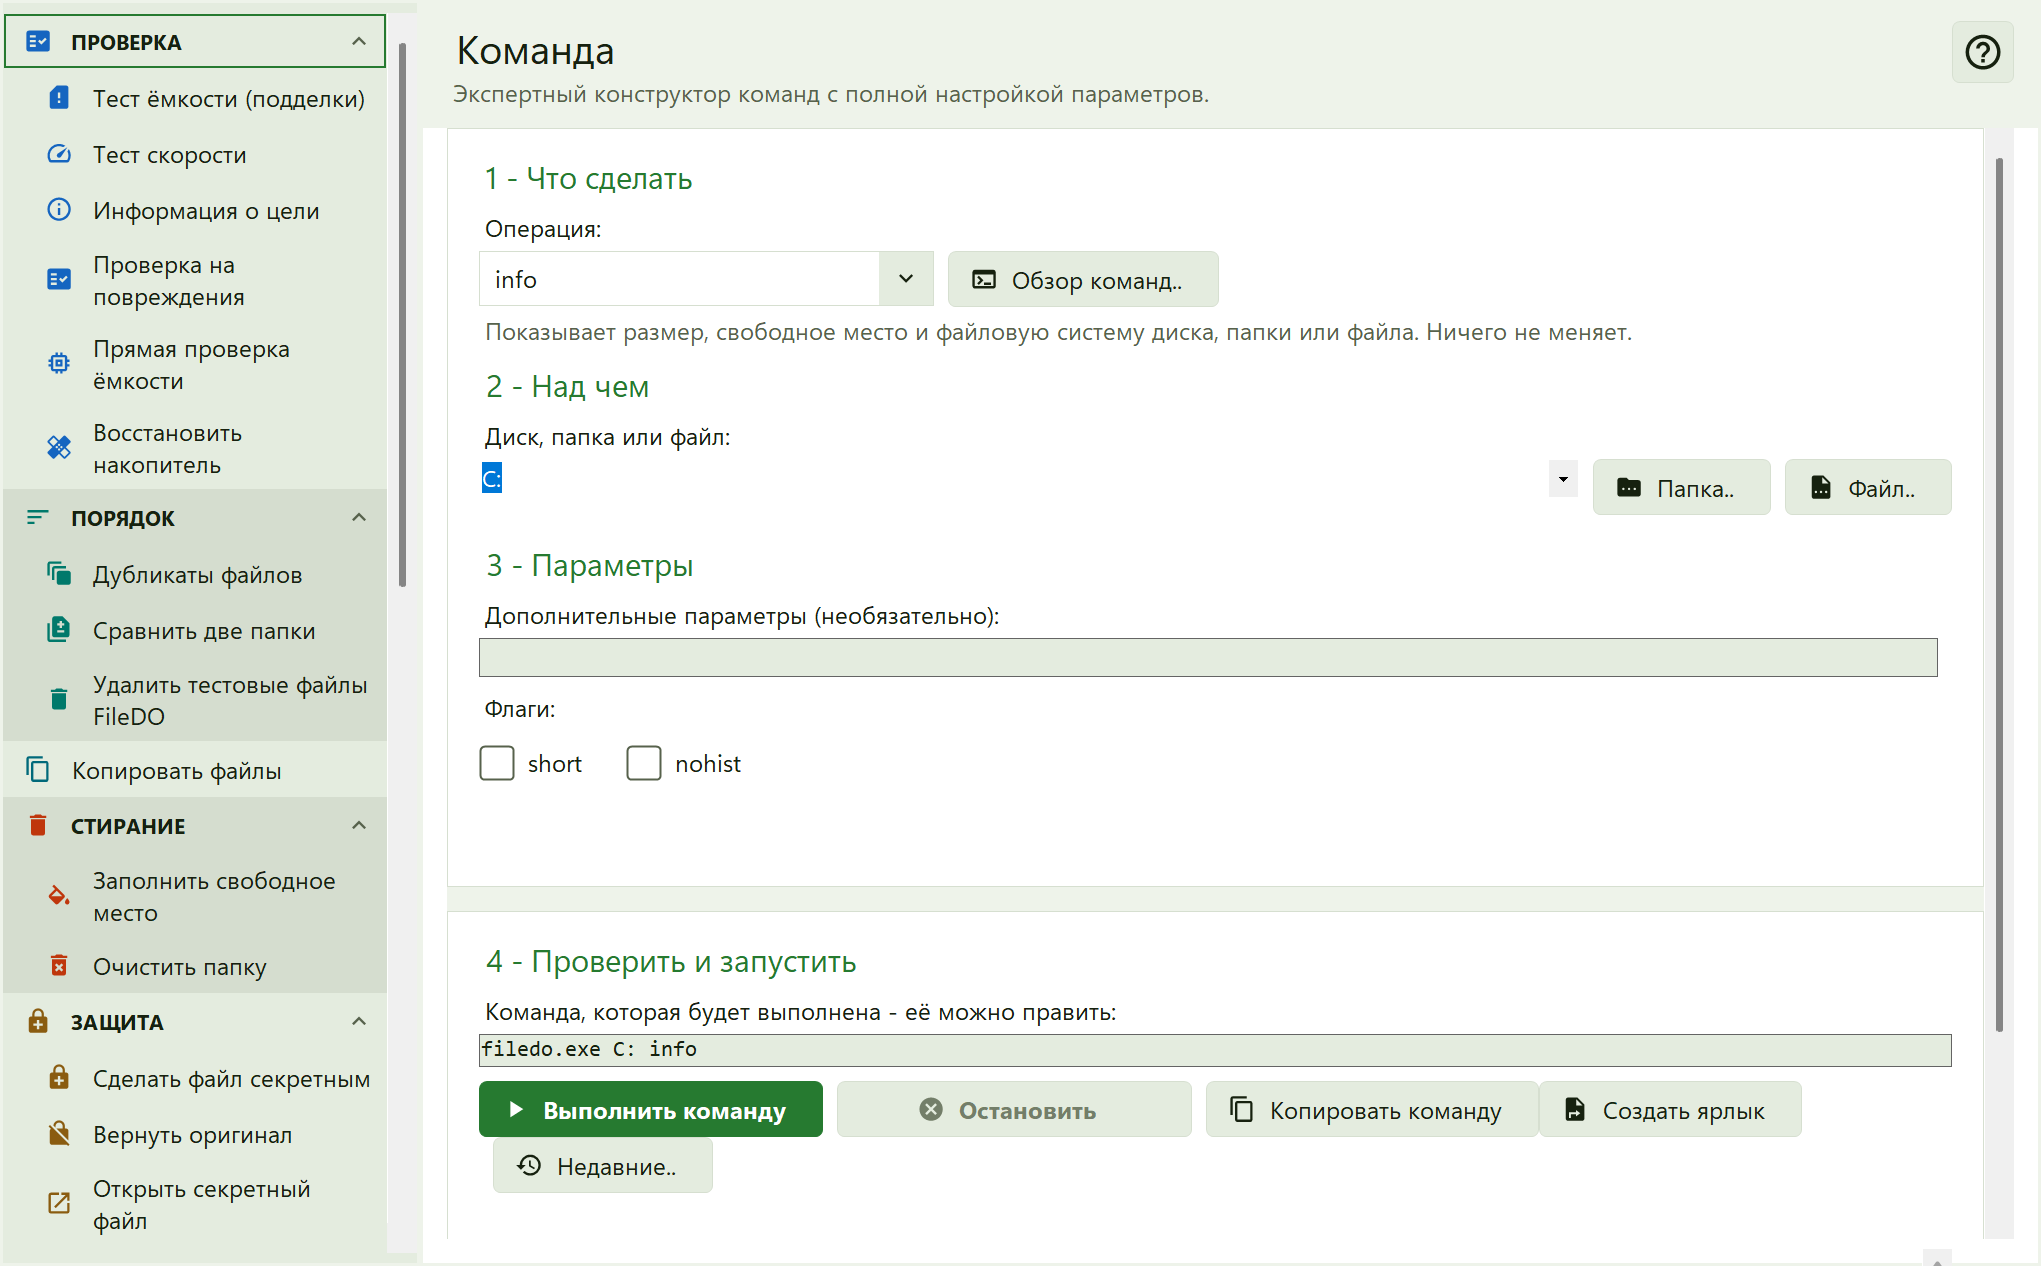 ПРОВЕРКА
Тест ёмкости (подделки)
Тест скорости
Информация о цели
Проверка на
повреждения
Прямая проверка
ёмкости
Восстановить
накопитель
ПОРЯДОК
Дубликаты файлов
Сравнить две папки
Удалить тестовые файлы
FileDO
Копировать файлы
СТИРАНИЕ
Заполнить свободное
место
Очистить папку
ЗАЩИТА
Сделать файл секретным
Вернуть оригинал
Открыть секретный
файл
Команда
Экспертный конструктор команд с полной настройкой параметров.
1 - Что сделать
Операция:
info
Обзор команд..
Показывает размер, свободное место и файловую систему диска, папки или файла. Ничего не меняет.
2 - Над чем
Диск, папка или файл:
C:
Папка..
Файл..
3 - Параметры
Дополнительные параметры (необязательно):
Флаги:
short
nohist
4 - Проверить и запустить
Команда, которая будет выполнена - её можно править:
filedo.exe C: info
Выполнить команду
Остановить
Копировать команду
Создать ярлык
Недавние..